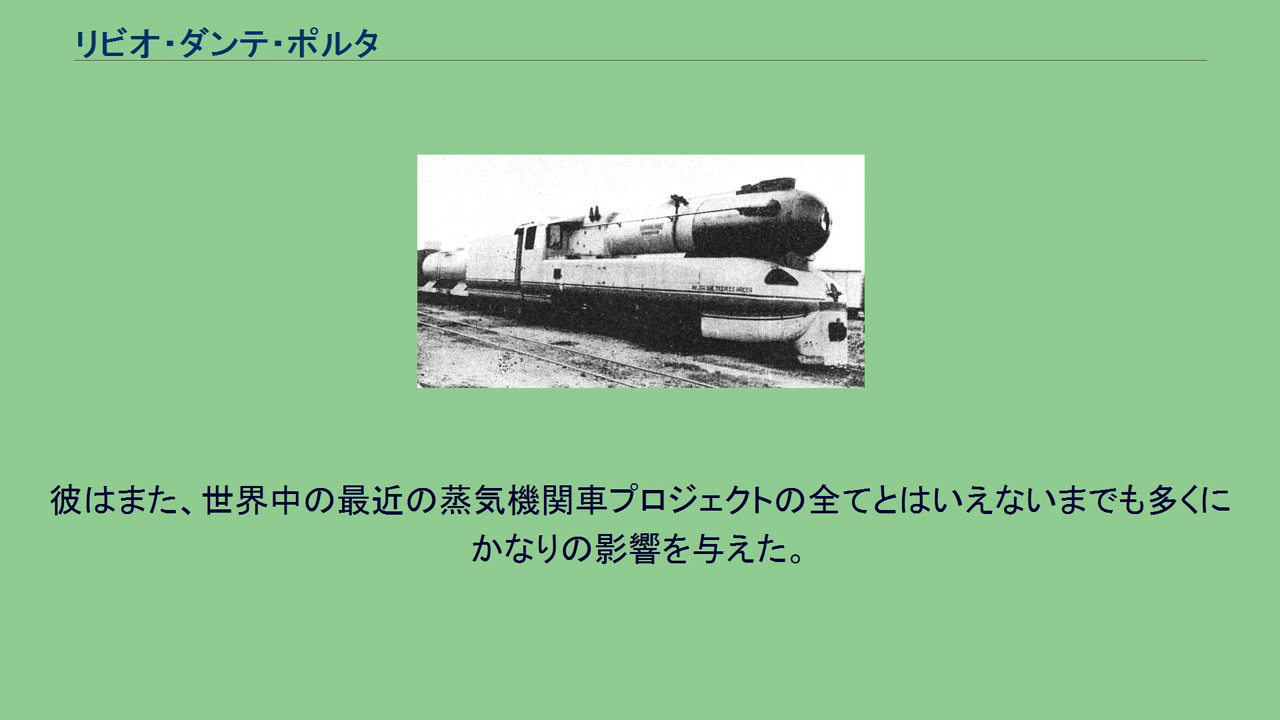 リビオ・ダンテ・ポルタ
彼はまた、世界中の最近の蒸気機関車プロジェクトの全てとはいえないまでも多くに
かなりの影響を与えた。